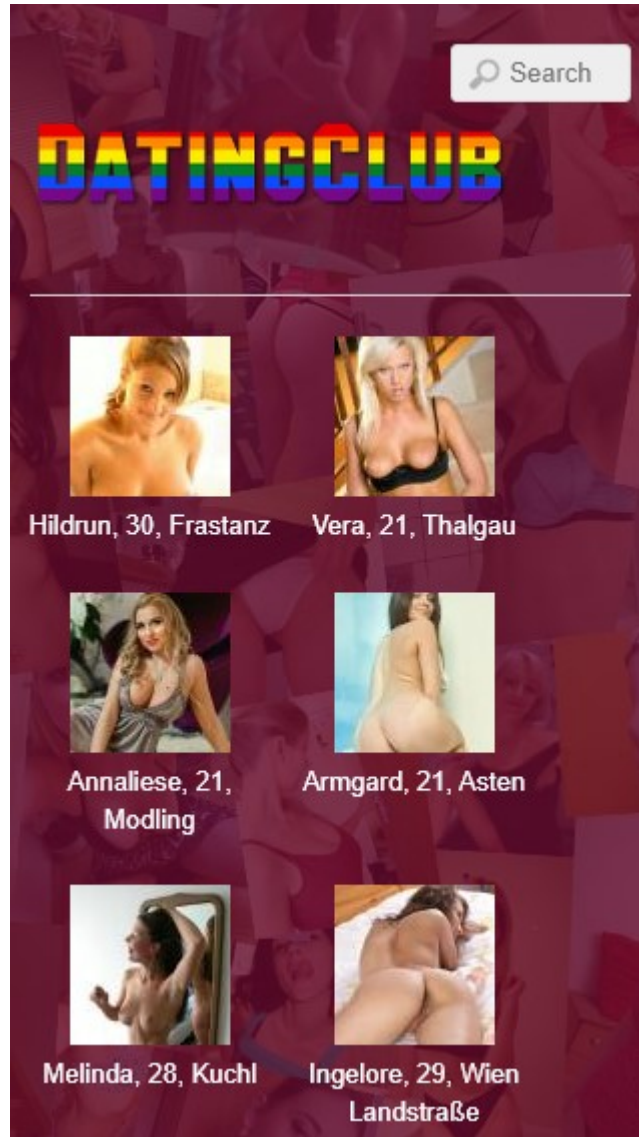 Search
DATINGCLUB
Hildrun, 30, Frastanz
Vera, 21, Thalgau
Annaliese, 21,
Modling
Armgard, 21, Asten
Melinda, 28, Kuchl
Ingelore, 29, Wien
Landstraße